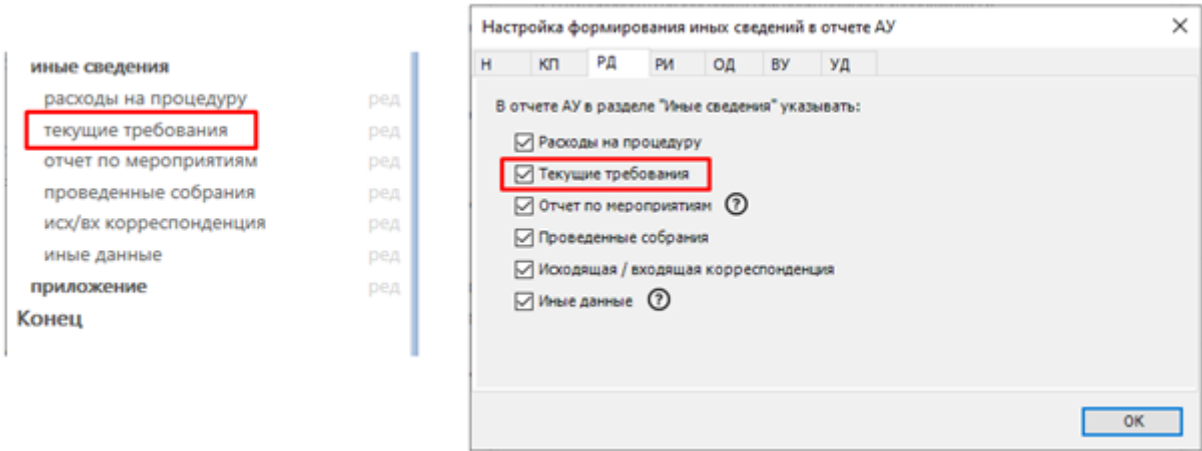 иные сведения
расходы на процедуру ред
текущие требования ред
отчет по мероприятиям ред
проведенные собрания ред
исх/вх корреспонденция ред
иные данные ред
приложение ред
Конец
Настройка формирования иных сведений в отчете АУ
Н КП РД РИ ОД ВУ УД
В отчете АУ в разделе "Иные сведения" указывать:
Расходы на процедуру
Текущие требования
Отчет по мероприятиям ?
Проведенные собрания
Исходящая / входящая корреспонденция
Иные данные ?
ОК